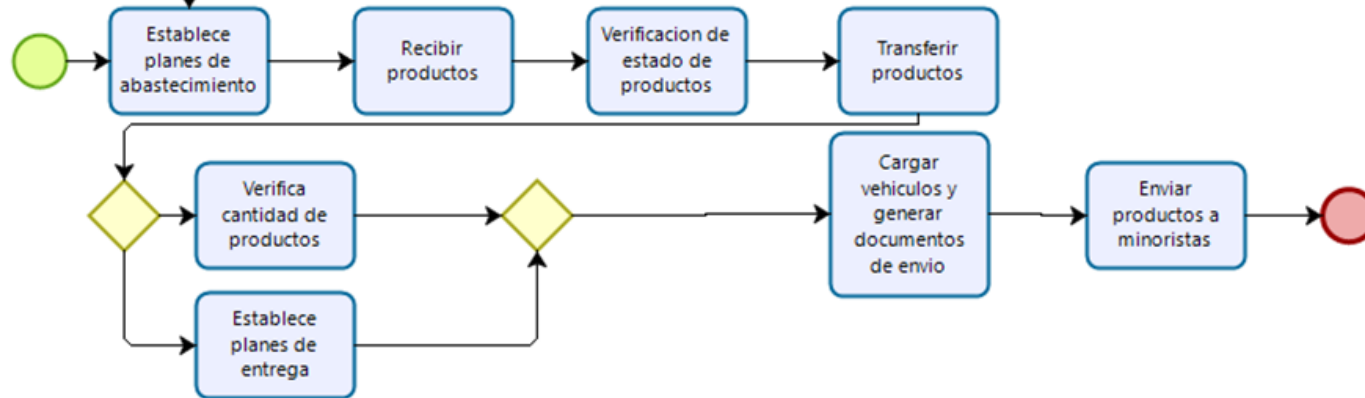 Establece
planes de
abastecimiento
Recibir
productos
Verificacion de
estado de
productos
Transferir
productos
Verifica
cantidad de
productos
Establece
planes de
entrega
Cargar
vehiculos y
generar
documentos
de envio
Enviar
productos a
minoristas